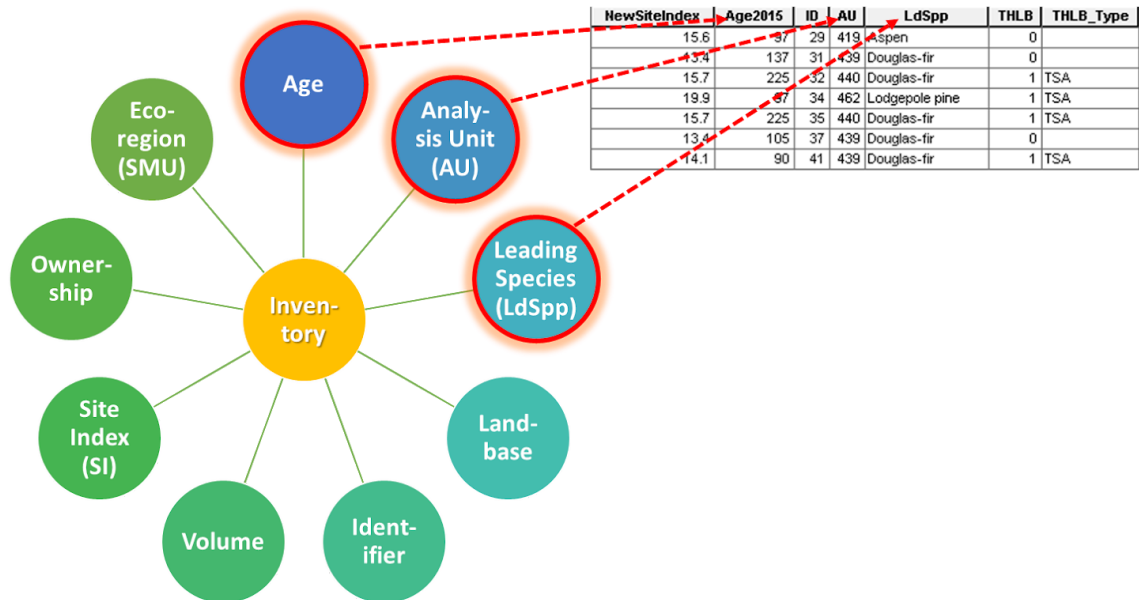 NewSiteIndex Age2015 ID AU LdSpp THLB THLB_Type
15.6 29 419 Aspen 0
13.4 137 31 439 Douglas-fir 0
15.7 225 32 440 Douglas-fir 1 TSA
19.9 34 462 Lodgepole pine 1 TSA
15.7 225 35 440 Douglas-fir 1 TSA
13.4 105 37 439 Douglas-fir 0
14.1 90 41 439 Douglas-fir 1 TSA
Age
Analy-
sis Unit
(AU)
Leading
Species
(LdSpp)
Land-
base
Ident-
ifier
Volume
Site
Index
(SI)
Owner-
ship
Eco-
region
(SMU)
Inven-
tory